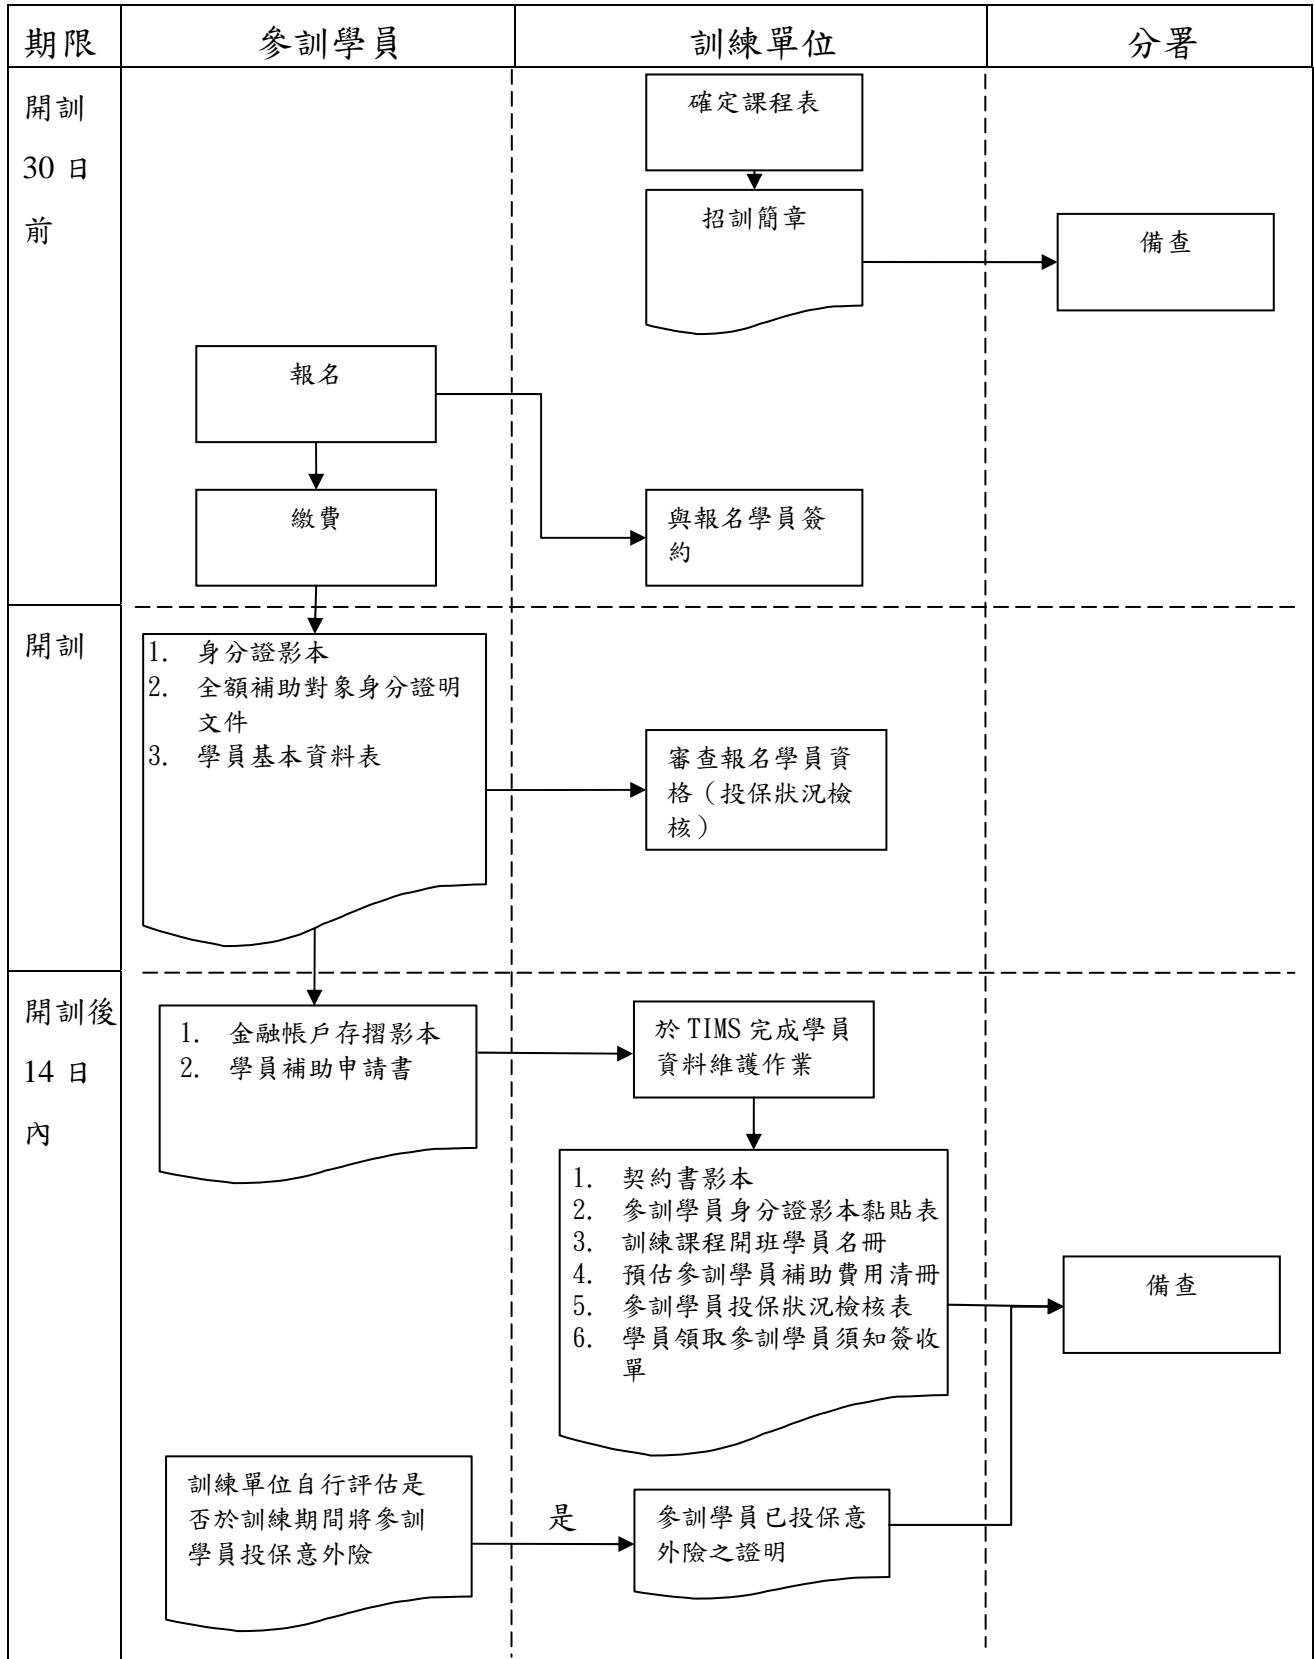 期限
參訓學員
訓練單位
分署
開訓
30 日
前
確定課程表
招訓簡章
備查
報名
繳費
與報名學員簽
約
開訓
1. 身分證影本
2. 全額補助對象身分證明
文件
3. 學員基本資料表
審查報名學員資
格（投保狀況檢
核）
開訓後
14 日
內
1. 金融帳戶存摺影本
2. 學員補助申請書
於 TIMS 完成學員
資料維護作業
1. 契約書影本
2. 參訓學員身分證影本黏貼表
3. 訓練課程開班學員名冊
4. 預估參訓學員補助費用清冊
5. 參訓學員投保狀況檢核表
6. 學員領取參訓學員須知簽收
單
備查
訓練單位自行評估是
否於訓練期間將參訓
學員投保意外險
是
參訓學員已投保意
外險之證明